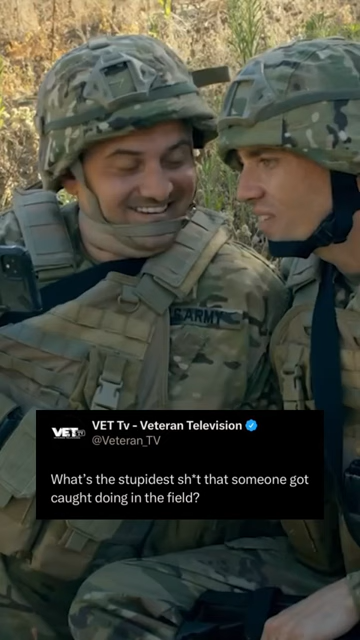 U.S. ARMY
VET Tv
VET Tv - Veteran Television
@Veteran_TV
What's the stupidest sh*t that someone got
caught doing in the field?